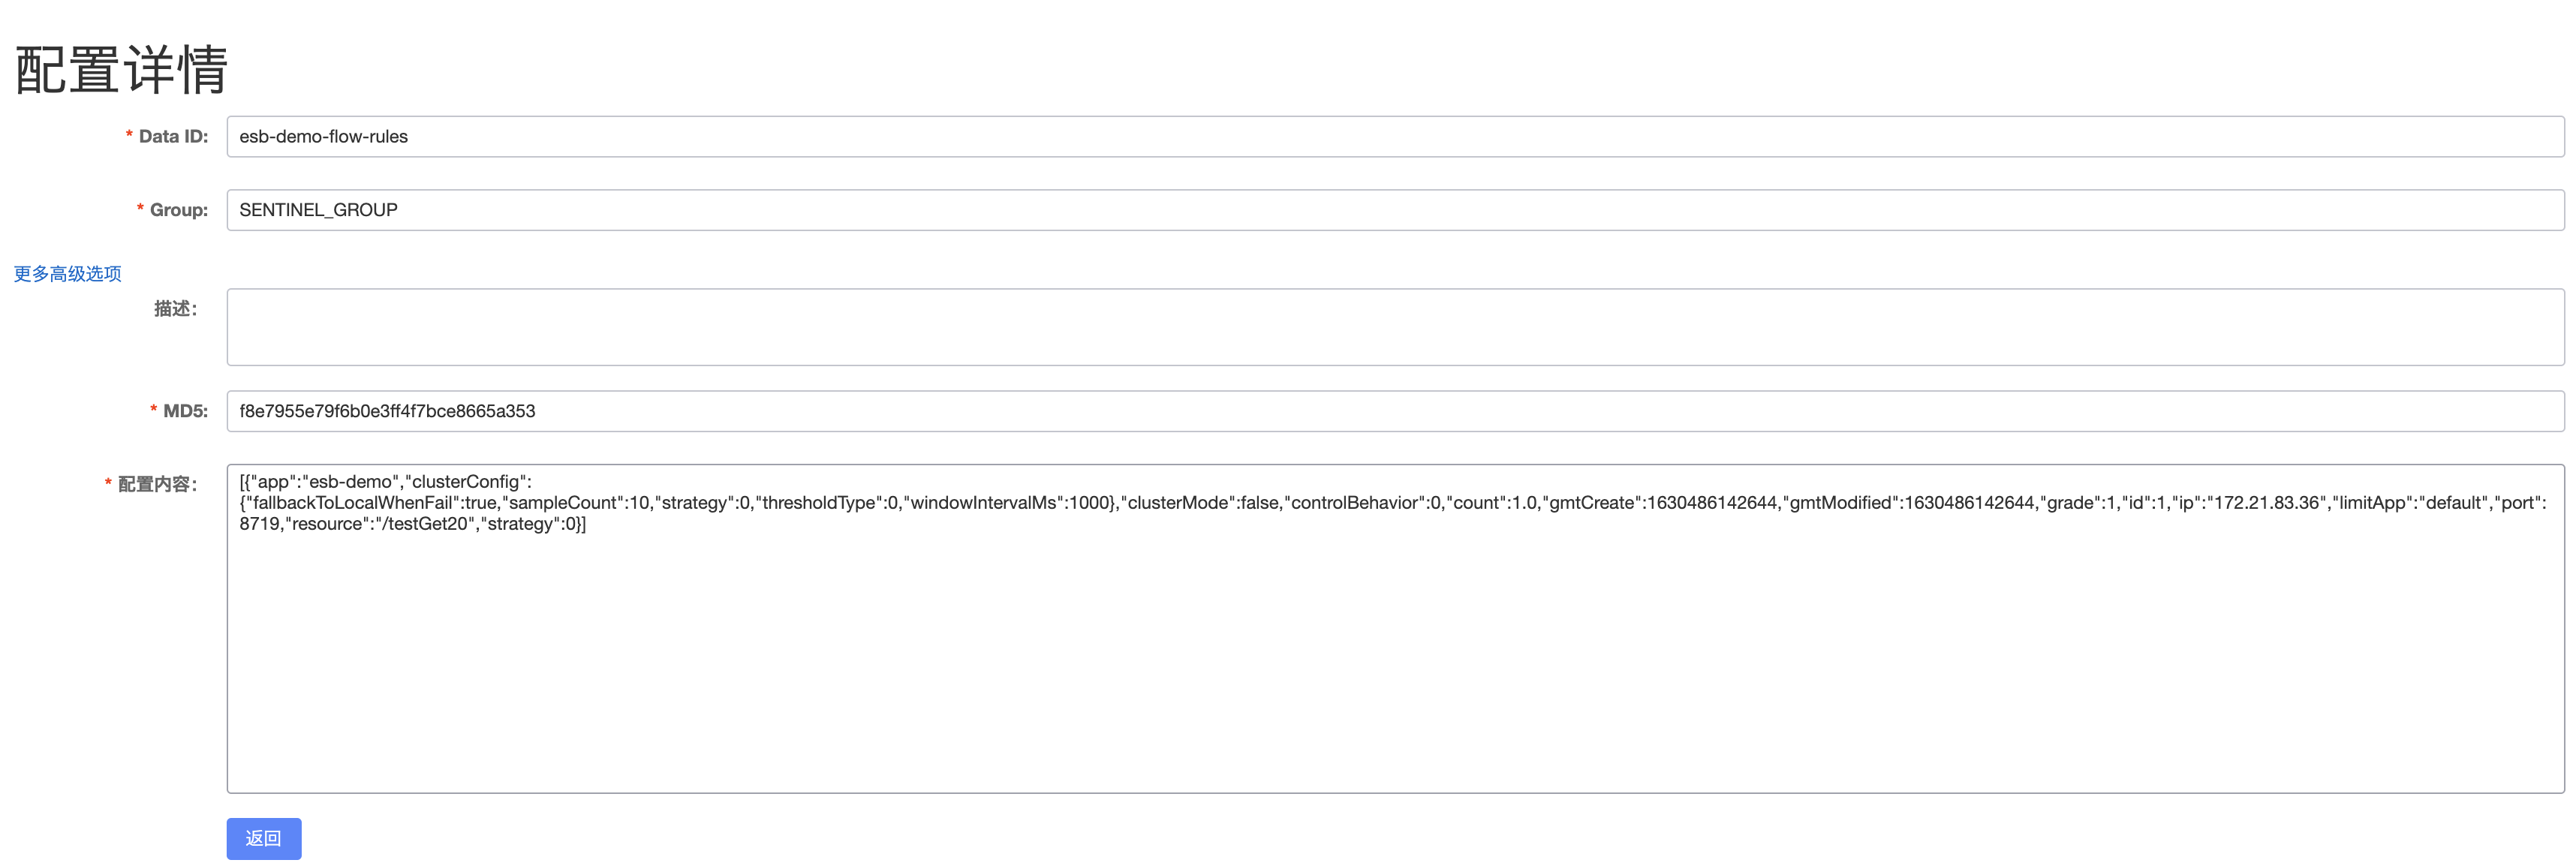 配置详情
* Data ID: esb-demo-flow-rules
* Group: SENTINEL_GROUP
更多高级选项
描述:
* MD5: f8e7955e79f6b0e3ff4f7bce8665a353
* 配置内容: [{"app":"esb-demo","clusterConfig":
{"fallbackToLocalWhenFail":true,"sampleCount":10,"strategy":0,"thresholdType":0,"windowIntervalMs":1000},"clusterMode":false,"controlBehavior":0,"count":1.0,"gmtCreate":1630486142644,"gmtModified":1630486142644,"grade":1,"id":1,"ip":"172.21.83.36","limitApp":"default","port":
8719,"resource":"/testGet20","strategy":0}]
返回